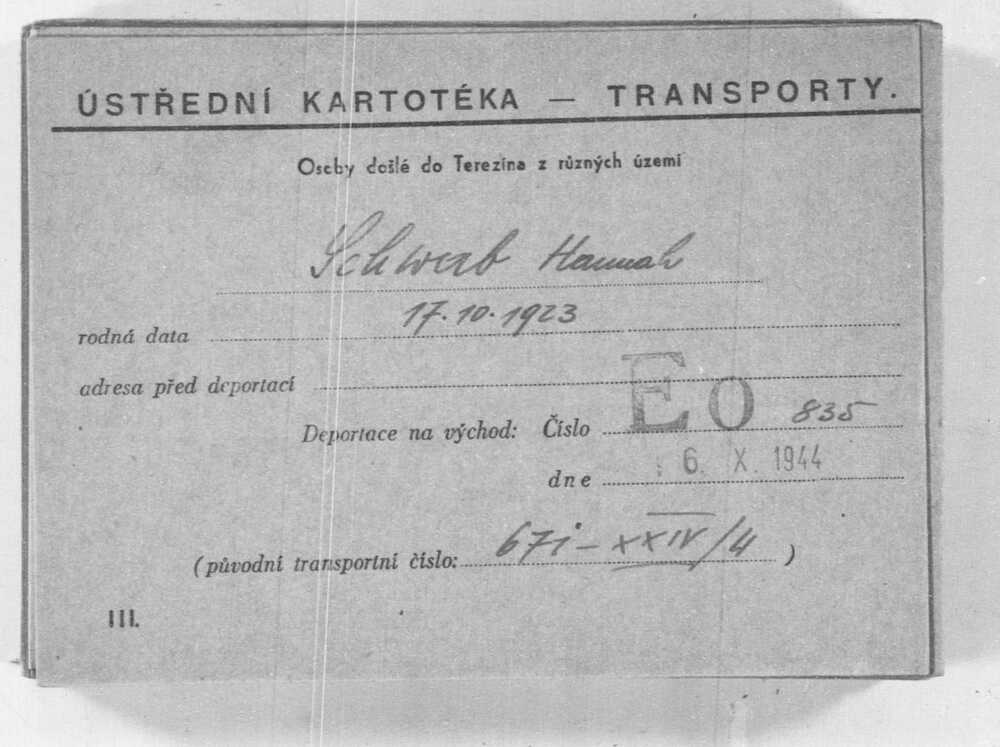 ÚSTŘEDNÍ KARTOTÉKA — TRANSPORTY.
Osoby došlé do Terezína z různých území
Schwab Hannah
rodná data 17.10.1923
adresa před deportací
Deportace na východ: Číslo Eo 835
dne 6. X. 1944
(původní transportní číslo: 67i-XXIV/4)
III.